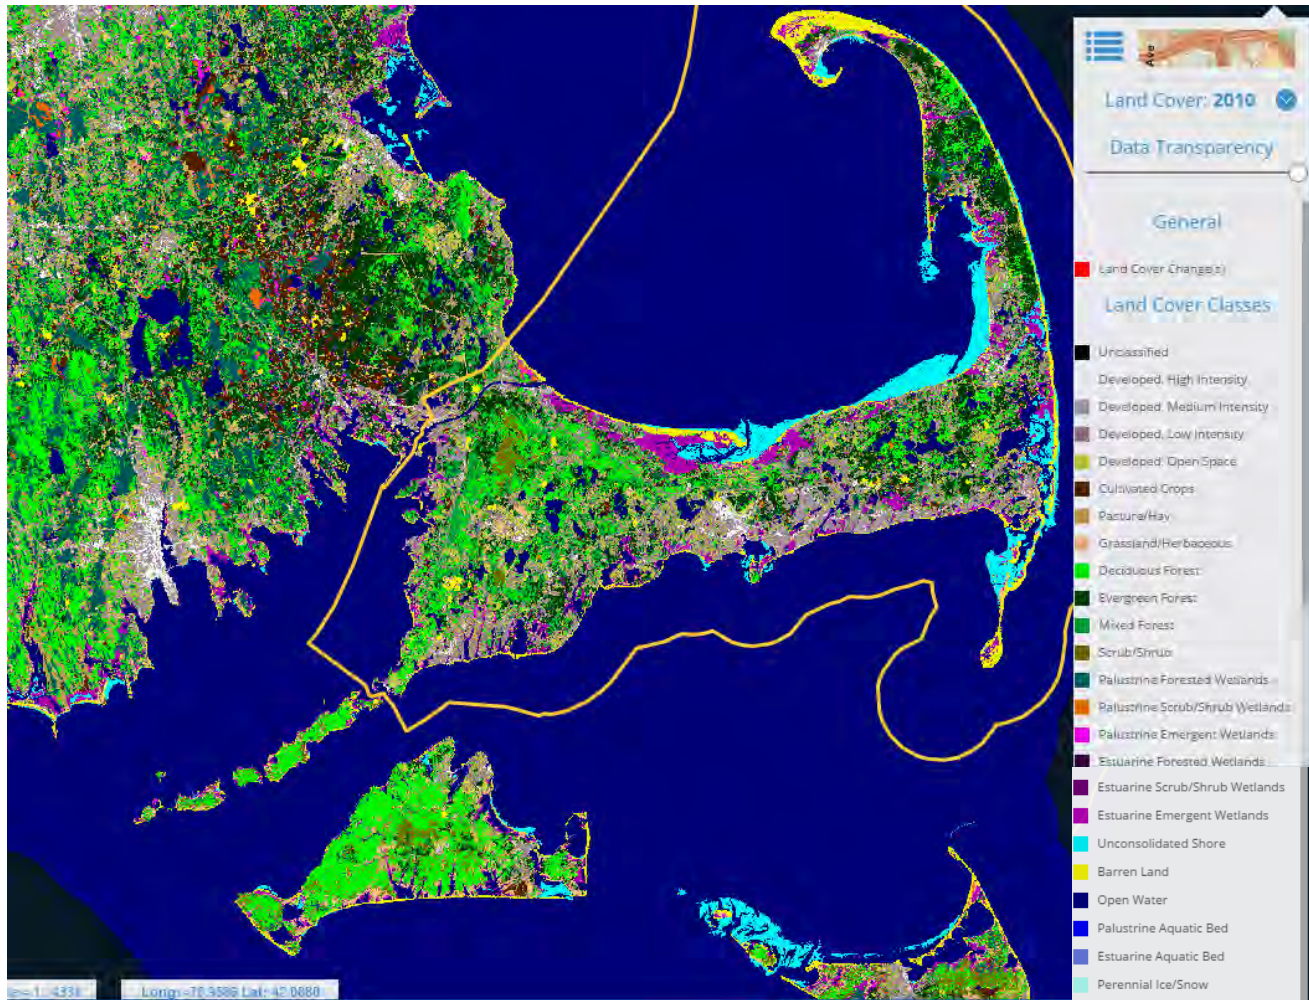 Ave
Land Cover: 2010
Data Transparency
General
Land Cover Change(s)
Land Cover Classes
Unclassified
Developed, High Intensity
Developed, Medium Intensity
Developed, Low Intensity
Developed, Open Space
Cultivated Crops
Pasture/Hay
Grassland/Herbaceous
Deciduous Forest
Evergreen Forest
Mixed Forest
Scrub/Shrub
Palustrine Forested Wetlands
Palustrine Scrub/Shrub Wetlands
Palustrine Emergent Wetlands
Estuarine Forested Wetlands
Estuarine Scrub/Shrub Wetlands
Estuarine Emergent Wetlands
Unconsolidated Shore
Barren Land
Open Water
Palustrine Aquatic Bed
Estuarine Aquatic Bed
Perennial Ice/Snow
Long: Lat: